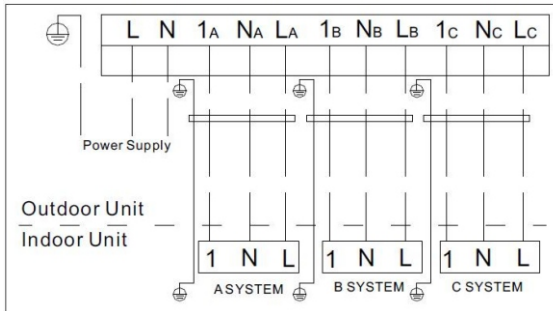 L N 1A NA LA 1B NB LB 1C NC LC
Power Supply
Outdoor Unit
Indoor Unit
1 N L 1 N L 1 N L
A SYSTEM B SYSTEM C SYSTEM